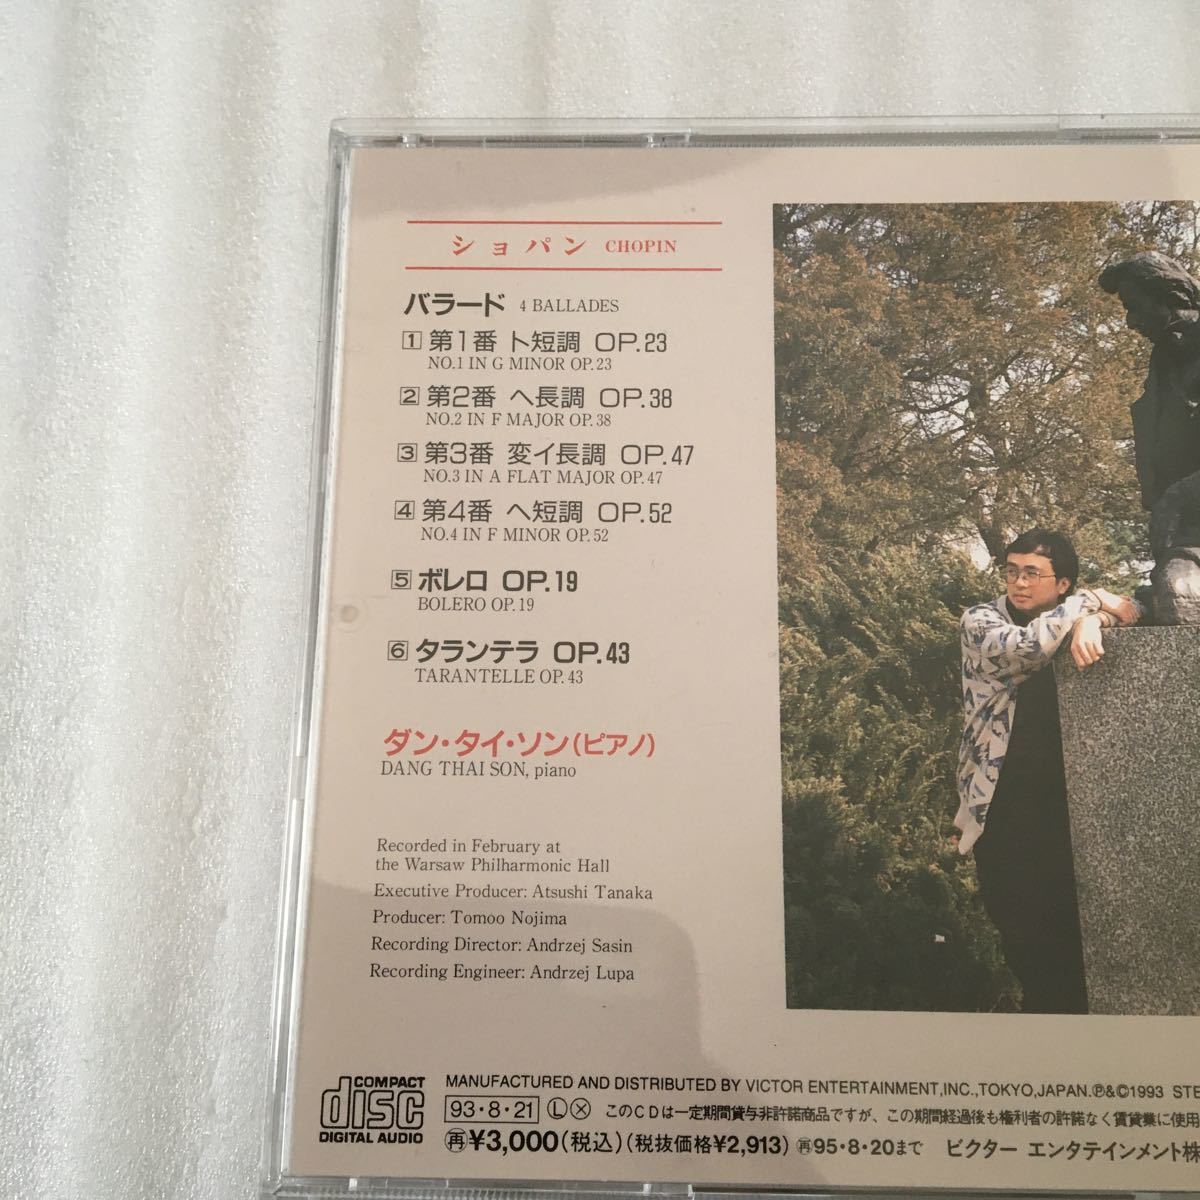 ショパン CHOPIN
バラード 4 BALLADES
1 第1番 ト短調 OP.23
NO.1 IN G MINOR OP.23
2 第2番 ヘ長調 OP.38
NO.2 IN F MAJOR OP.38
3 第3番 変イ長調 OP.47
NO.3 IN A FLAT MAJOR OP.47
4 第4番 ヘ短調 OP.52
NO.4 IN F MINOR OP.52
5 ボレロ OP.19
BOLERO OP.19
6 タランテラ OP.43
TARANTELLE OP.43
ダン・タイ・ソン(ピアノ)
DANG THAI SON, piano
Recorded in February at
the Warsaw Philharmonic Hall
Executive Producer: Atsushi Tanaka
Producer: Tomoo Nojima
Recording Director: Andrzej Sasin
Recording Engineer: Andrzej Lupa
COMPACT
disc
DIGITAL AUDIO
MANUFACTURED AND DISTRIBUTED BY VICTOR ENTERTAINMENT,INC.,TOKYO,JAPAN.Ⓟ&©1993 STE
93・8・21 Ⓛ Ⓧ このCDは一定期間貸与非許諾商品ですが、この期間経過後も権利者の許諾なく賃貸業に使用
㊢¥3,000(税込)(税抜価格¥2,913) ㊢95・8・20まで ビクター エンタテインメント株